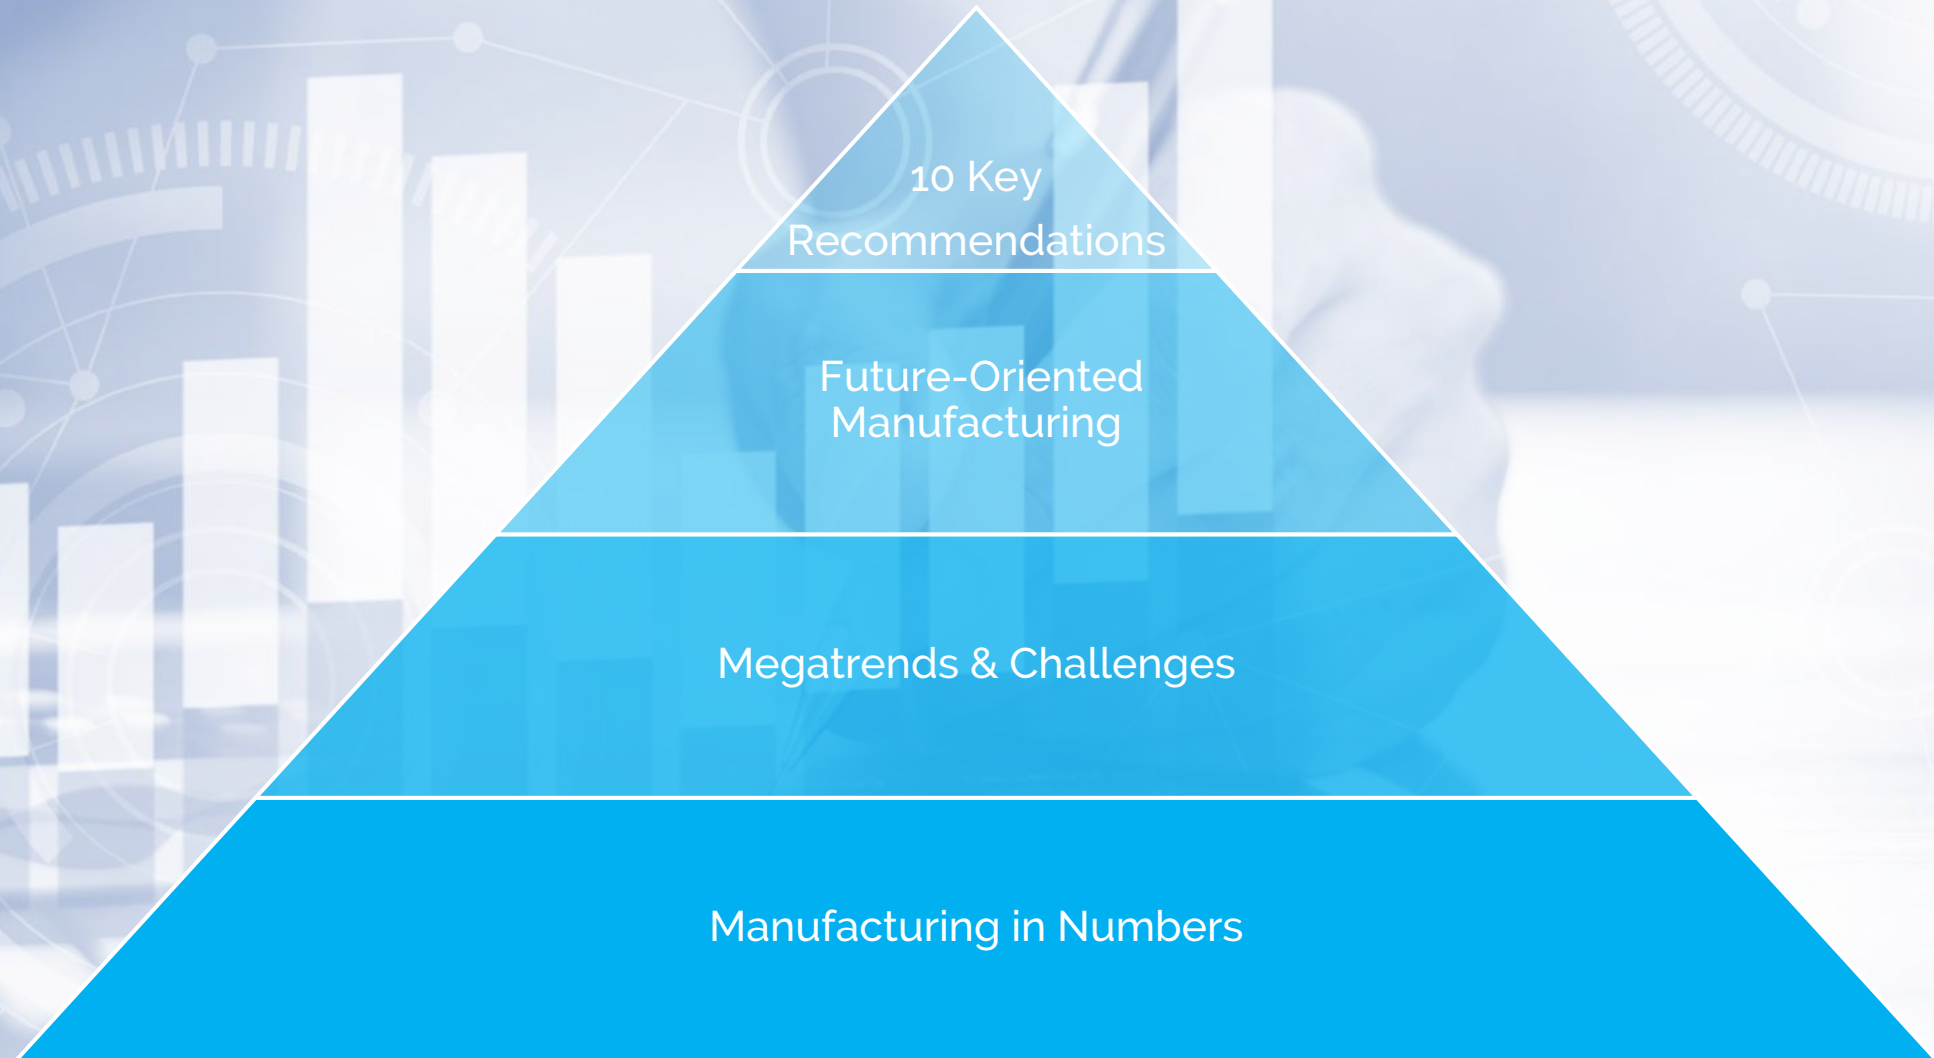 10 Key
Recommendations
Future-Oriented
Manufacturing
Megatrends & Challenges
Manufacturing in Numbers